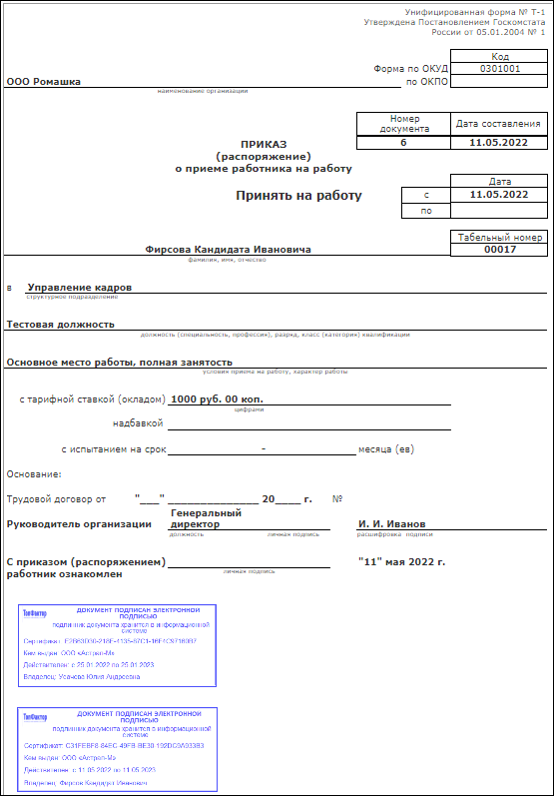 Унифицированная форма № Т-1
Утверждена Постановлением Госкомстата
России от 05.01.2004 № 1
Код
Форма по ОКУД 0301001
ООО Ромашка по ОКПО
наименование организации
Номер документа Дата составления
6 11.05.2022
ПРИКАЗ
(распоряжение)
о приеме работника на работу
Дата
Принять на работу с 11.05.2022
по
Табельный номер
Фирсова Кандидата Ивановича 00017
фамилия, имя, отчество
в Управление кадров
структурное подразделение
Тестовая должность
должность (специальность, профессия), разряд, класс (категория) квалификации
Основное место работы, полная занятость
условия приема на работу, характер работы
с тарифной ставкой (окладом) 1000 руб. 00 коп.
цифрами
надбавкой
с испытанием на срок - месяца (ев)
Основание:
Трудовой договор от "___" ______________ 20____ г. №
Руководитель организации Генеральный директор И. И. Иванов
должность личная подпись расшифровка подписи
С приказом (распоряжением)
работник ознакомлен "11" мая 2022 г.
личная подпись
ДОКУМЕНТ ПОДПИСАН ЭЛЕКТРОННОЙ
ПОДПИСЬЮ
подлинник документа хранится в информационной
системе
Сертификат:
Кем выдан: ООО «Астрал-М»
Действителен: с 25.01.2022 по 25.01.2023
Владелец: Усачева Юлия Андреевна
ДОКУМЕНТ ПОДПИСАН ЭЛЕКТРОННОЙ
ПОДПИСЬЮ
подлинник документа хранится в информационной
системе
Сертификат:
Кем выдан: ООО «Астрал-М»
Действителен: с 11.05.2022 по 11.05.2023
Владелец: Фирсов Кандидат Иванович